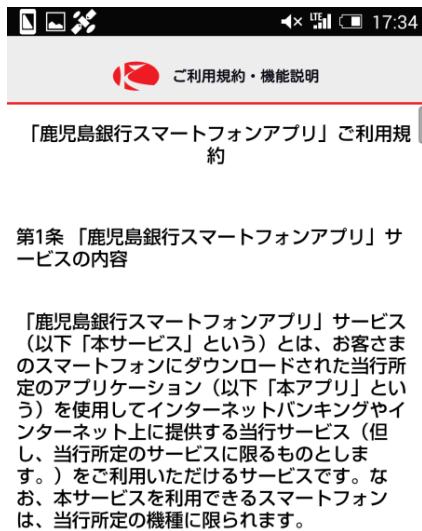 17:34
ご利用規約・機能説明
「鹿児島銀行スマートフォンアプリ」ご利用規
約
第1条 「鹿児島銀行スマートフォンアプリ」サ
ービスの内容
「鹿児島銀行スマートフォンアプリ」サービス
（以下「本サービス」という）とは、お客さま
のスマートフォンにダウンロードされた当行所
定のアプリケーション（以下「本アプリ」とい
う）を使用してインターネットバンキングやイ
ンターネット上に提供する当行サービス（但
し、当行所定のサービスに限るものとしま
す。）をご利用いただけるサービスです。な
お、本サービスを利用できるスマートフォン
は、当行所定の機種に限られます。